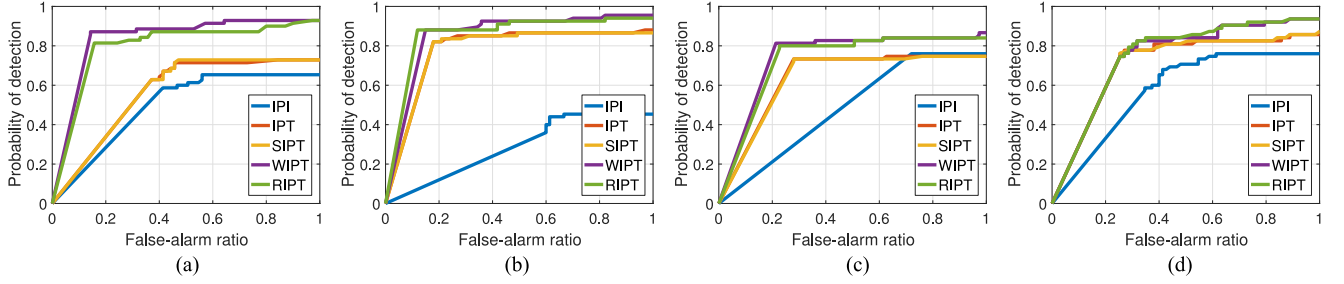 Probability of detection
1
0.8
0.6
0.4
0.2
0
IPI
IPT
SIPT
WIPT
RIPT
0 0.2 0.4 0.6 0.8 1
False-alarm ratio
(a)
Probability of detection
1
0.8
0.6
0.4
0.2
0
IPI
IPT
SIPT
WIPT
RIPT
0 0.2 0.4 0.6 0.8 1
False-alarm ratio
(b)
Probability of detection
1
0.8
0.6
0.4
0.2
0
IPI
IPT
SIPT
WIPT
RIPT
0 0.2 0.4 0.6 0.8 1
False-alarm ratio
(c)
Probability of detection
1
0.8
0.6
0.4
0.2
0
IPI
IPT
SIPT
WIPT
RIPT
0 0.2 0.4 0.6 0.8 1
False-alarm ratio
(d)